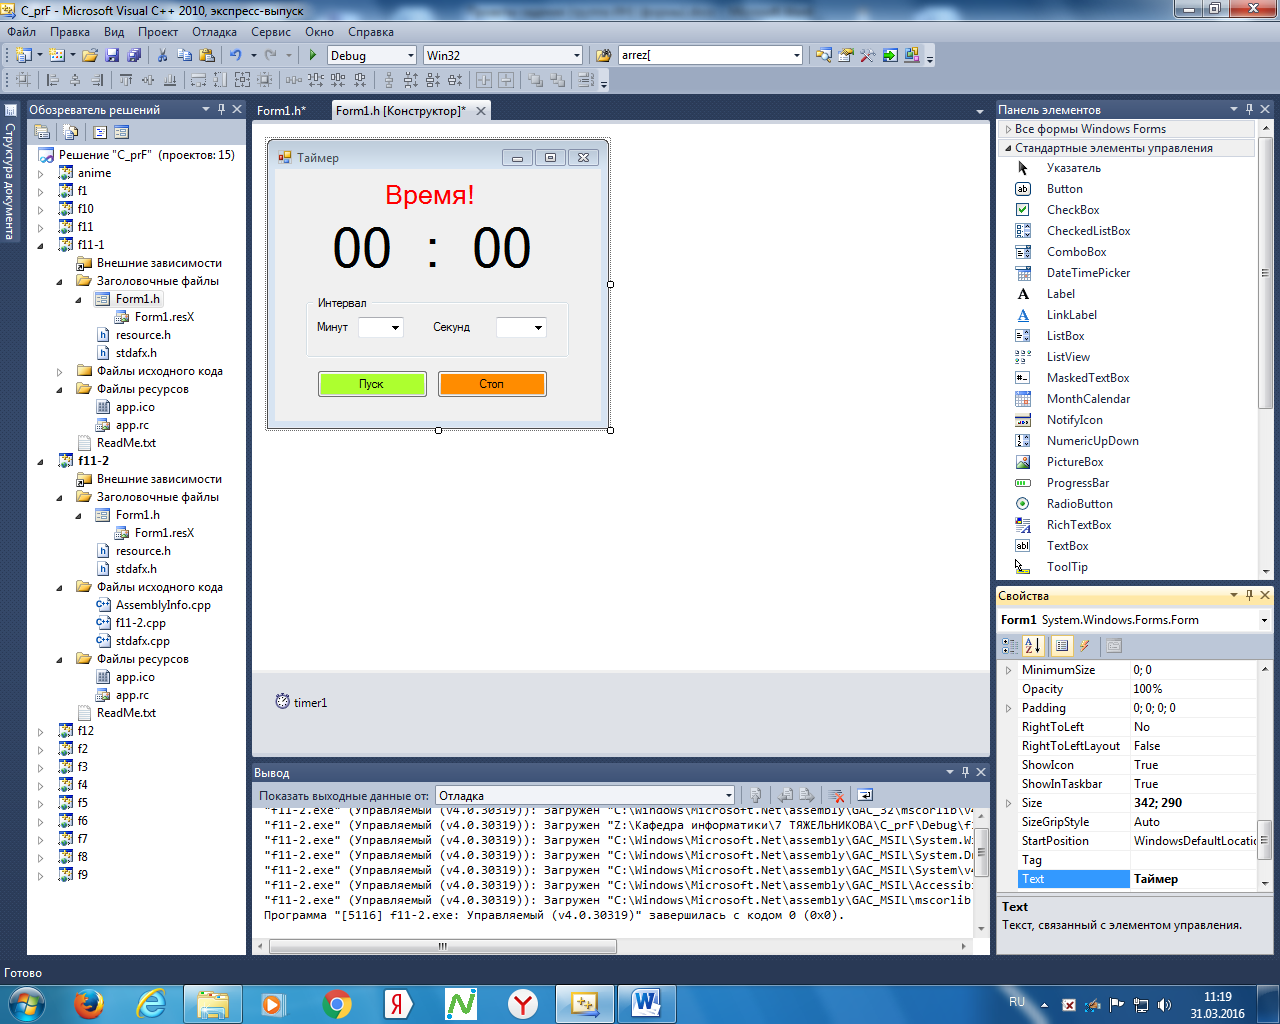 C_prF - Microsoft Visual C++ 2010, экспресс-выпуск
Файл Правка Вид Проект Отладка Сервис Окно Справка
Debug Win32 arrez[
Структура документа
Обозреватель решений
Решение "C_prF" (проектов: 15)
anime
f1
f10
f11
f11-1
Внешние зависимости
Заголовочные файлы
Form1.h
Form1.resX
resource.h
stdafx.h
Файлы исходного кода
Файлы ресурсов
app.ico
app.rc
ReadMe.txt
f11-2
Внешние зависимости
Заголовочные файлы
Form1.h
Form1.resX
resource.h
stdafx.h
Файлы исходного кода
AssemblyInfo.cpp
f11-2.cpp
stdafx.cpp
Файлы ресурсов
app.ico
app.rc
ReadMe.txt
f12
f2
f3
f4
f5
f6
f7
f8
f9
Form1.h* Form1.h [Конструктор]*
Таймер
Время!
00 : 00
Интервал
Минут Секунд
Пуск Стоп
timer1
Вывод
Показать выходные данные от: Отладка
"f11-2.exe" (Управляемый (v4.0.30319)): Загружен "C:\Windows\Microsoft.Net\assembly\GAC_32\mscorlib\v4
"f11-2.exe" (Управляемый (v4.0.30319)): Загружен "Z:\Кафедра информатики\7 ТЯЖЕЛЬНИКОВА\C_prF\Debug\f1
"f11-2.exe" (Управляемый (v4.0.30319)): Загружен "C:\Windows\Microsoft.Net\assembly\GAC_MSIL\System.Wi
"f11-2.exe" (Управляемый (v4.0.30319)): Загружен "C:\Windows\Microsoft.Net\assembly\GAC_MSIL\System.Dr
"f11-2.exe" (Управляемый (v4.0.30319)): Загружен "C:\Windows\Microsoft.Net\assembly\GAC_MSIL\System\v4
"f11-2.exe" (Управляемый (v4.0.30319)): Загружен "C:\Windows\Microsoft.Net\assembly\GAC_MSIL\Accessibi
"f11-2.exe" (Управляемый (v4.0.30319)): Загружен "C:\Windows\Microsoft.Net\assembly\GAC_MSIL\mscorlib
Программа "[5116] f11-2.exe: Управляемый (v4.0.30319)" завершилась с кодом 0 (0x0).
Панель элементов
Все формы Windows Forms
Стандартные элементы управления
Указатель
Button
CheckBox
CheckedListBox
ComboBox
DateTimePicker
Label
LinkLabel
ListBox
ListView
MaskedTextBox
MonthCalendar
NotifyIcon
NumericUpDown
PictureBox
ProgressBar
RadioButton
RichTextBox
TextBox
ToolTip
Свойства
Form1 System.Windows.Forms.Form
MinimumSize 0; 0
Opacity 100%
Padding 0; 0; 0; 0
RightToLeft No
RightToLeftLayout False
ShowIcon True
ShowInTaskbar True
Size 342; 290
SizeGripStyle Auto
StartPosition WindowsDefaultLocatio
Tag
Text Таймер
Text
Текст, связанный с элементом управления.
Готово
RU 11:19
31.03.2016